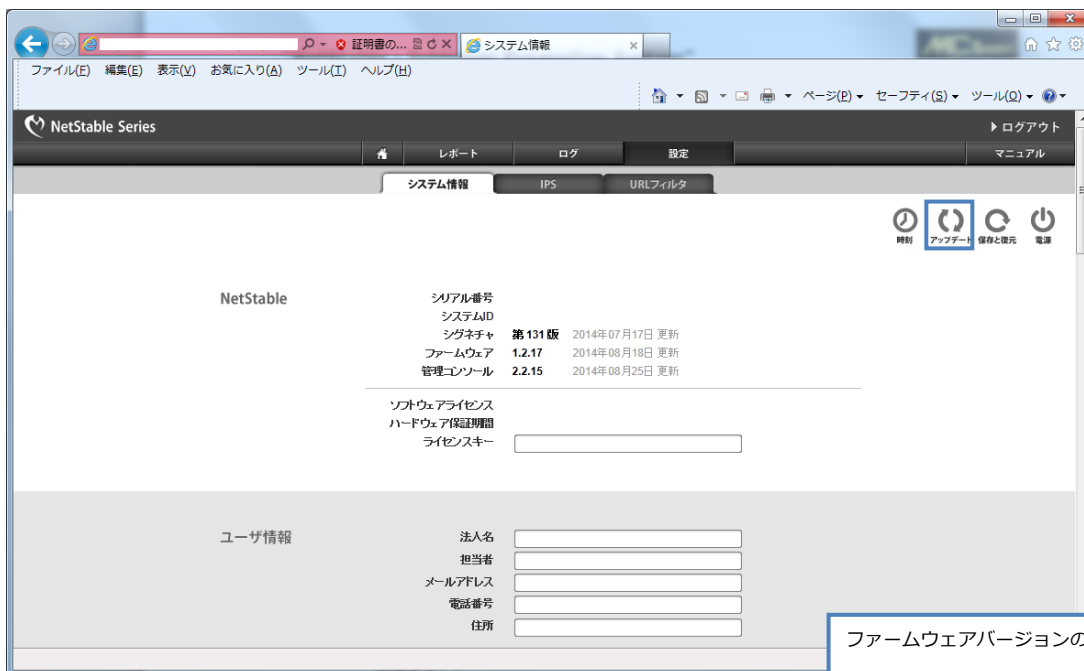 証明書の...
システム情報
ファイル(F) 編集(E) 表示(V) お気に入り(A) ツール(T) ヘルプ(H)
ページ(P) セーフティ(S) ツール(O)
NetStable Series
ログアウト
レポート ログ 設定 マニュアル
システム情報 IPS URLフィルタ
時刻 アップデート 保存と復元 電源
NetStable
シリアル番号
システムID
シグネチャ 第131版 2014年07月17日 更新
ファームウェア 1.2.17 2014年08月18日 更新
管理コンソール 2.2.15 2014年08月25日 更新
ソフトウェアライセンス
ハードウェア保証期間
ライセンスキー
ユーザ情報
法人名
担当者
メールアドレス
電話番号
住所
ファームウェアバージョンの